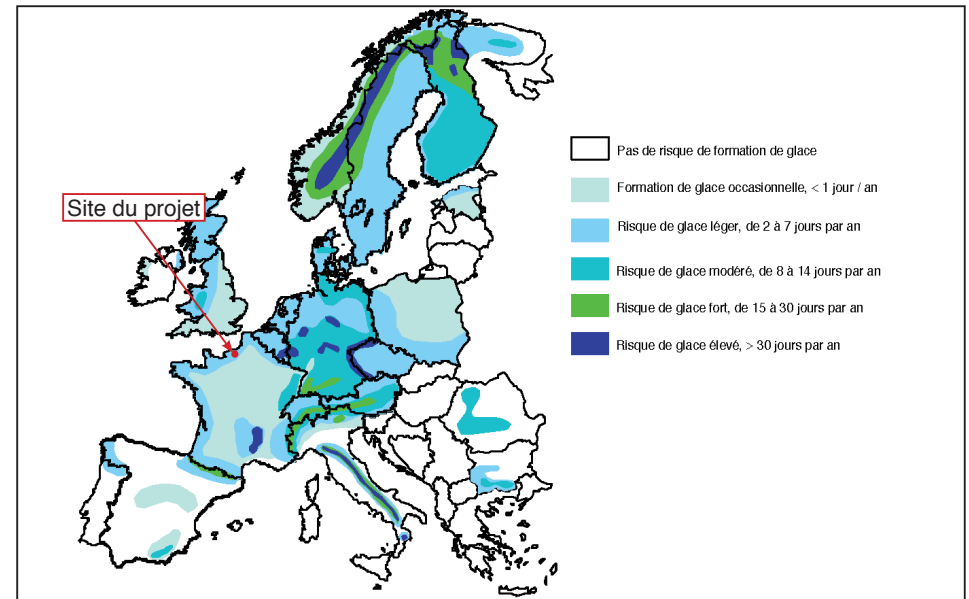 Site du projet
Pas de risque de formation de glace
Formation de glace occasionnelle, < 1 jour / an
Risque de glace léger, de 2 à 7 jours par an
Risque de glace modéré, de 8 à 14 jours par an
Risque de glace fort, de 15 à 30 jours par an
Risque de glace élevé, > 30 jours par an